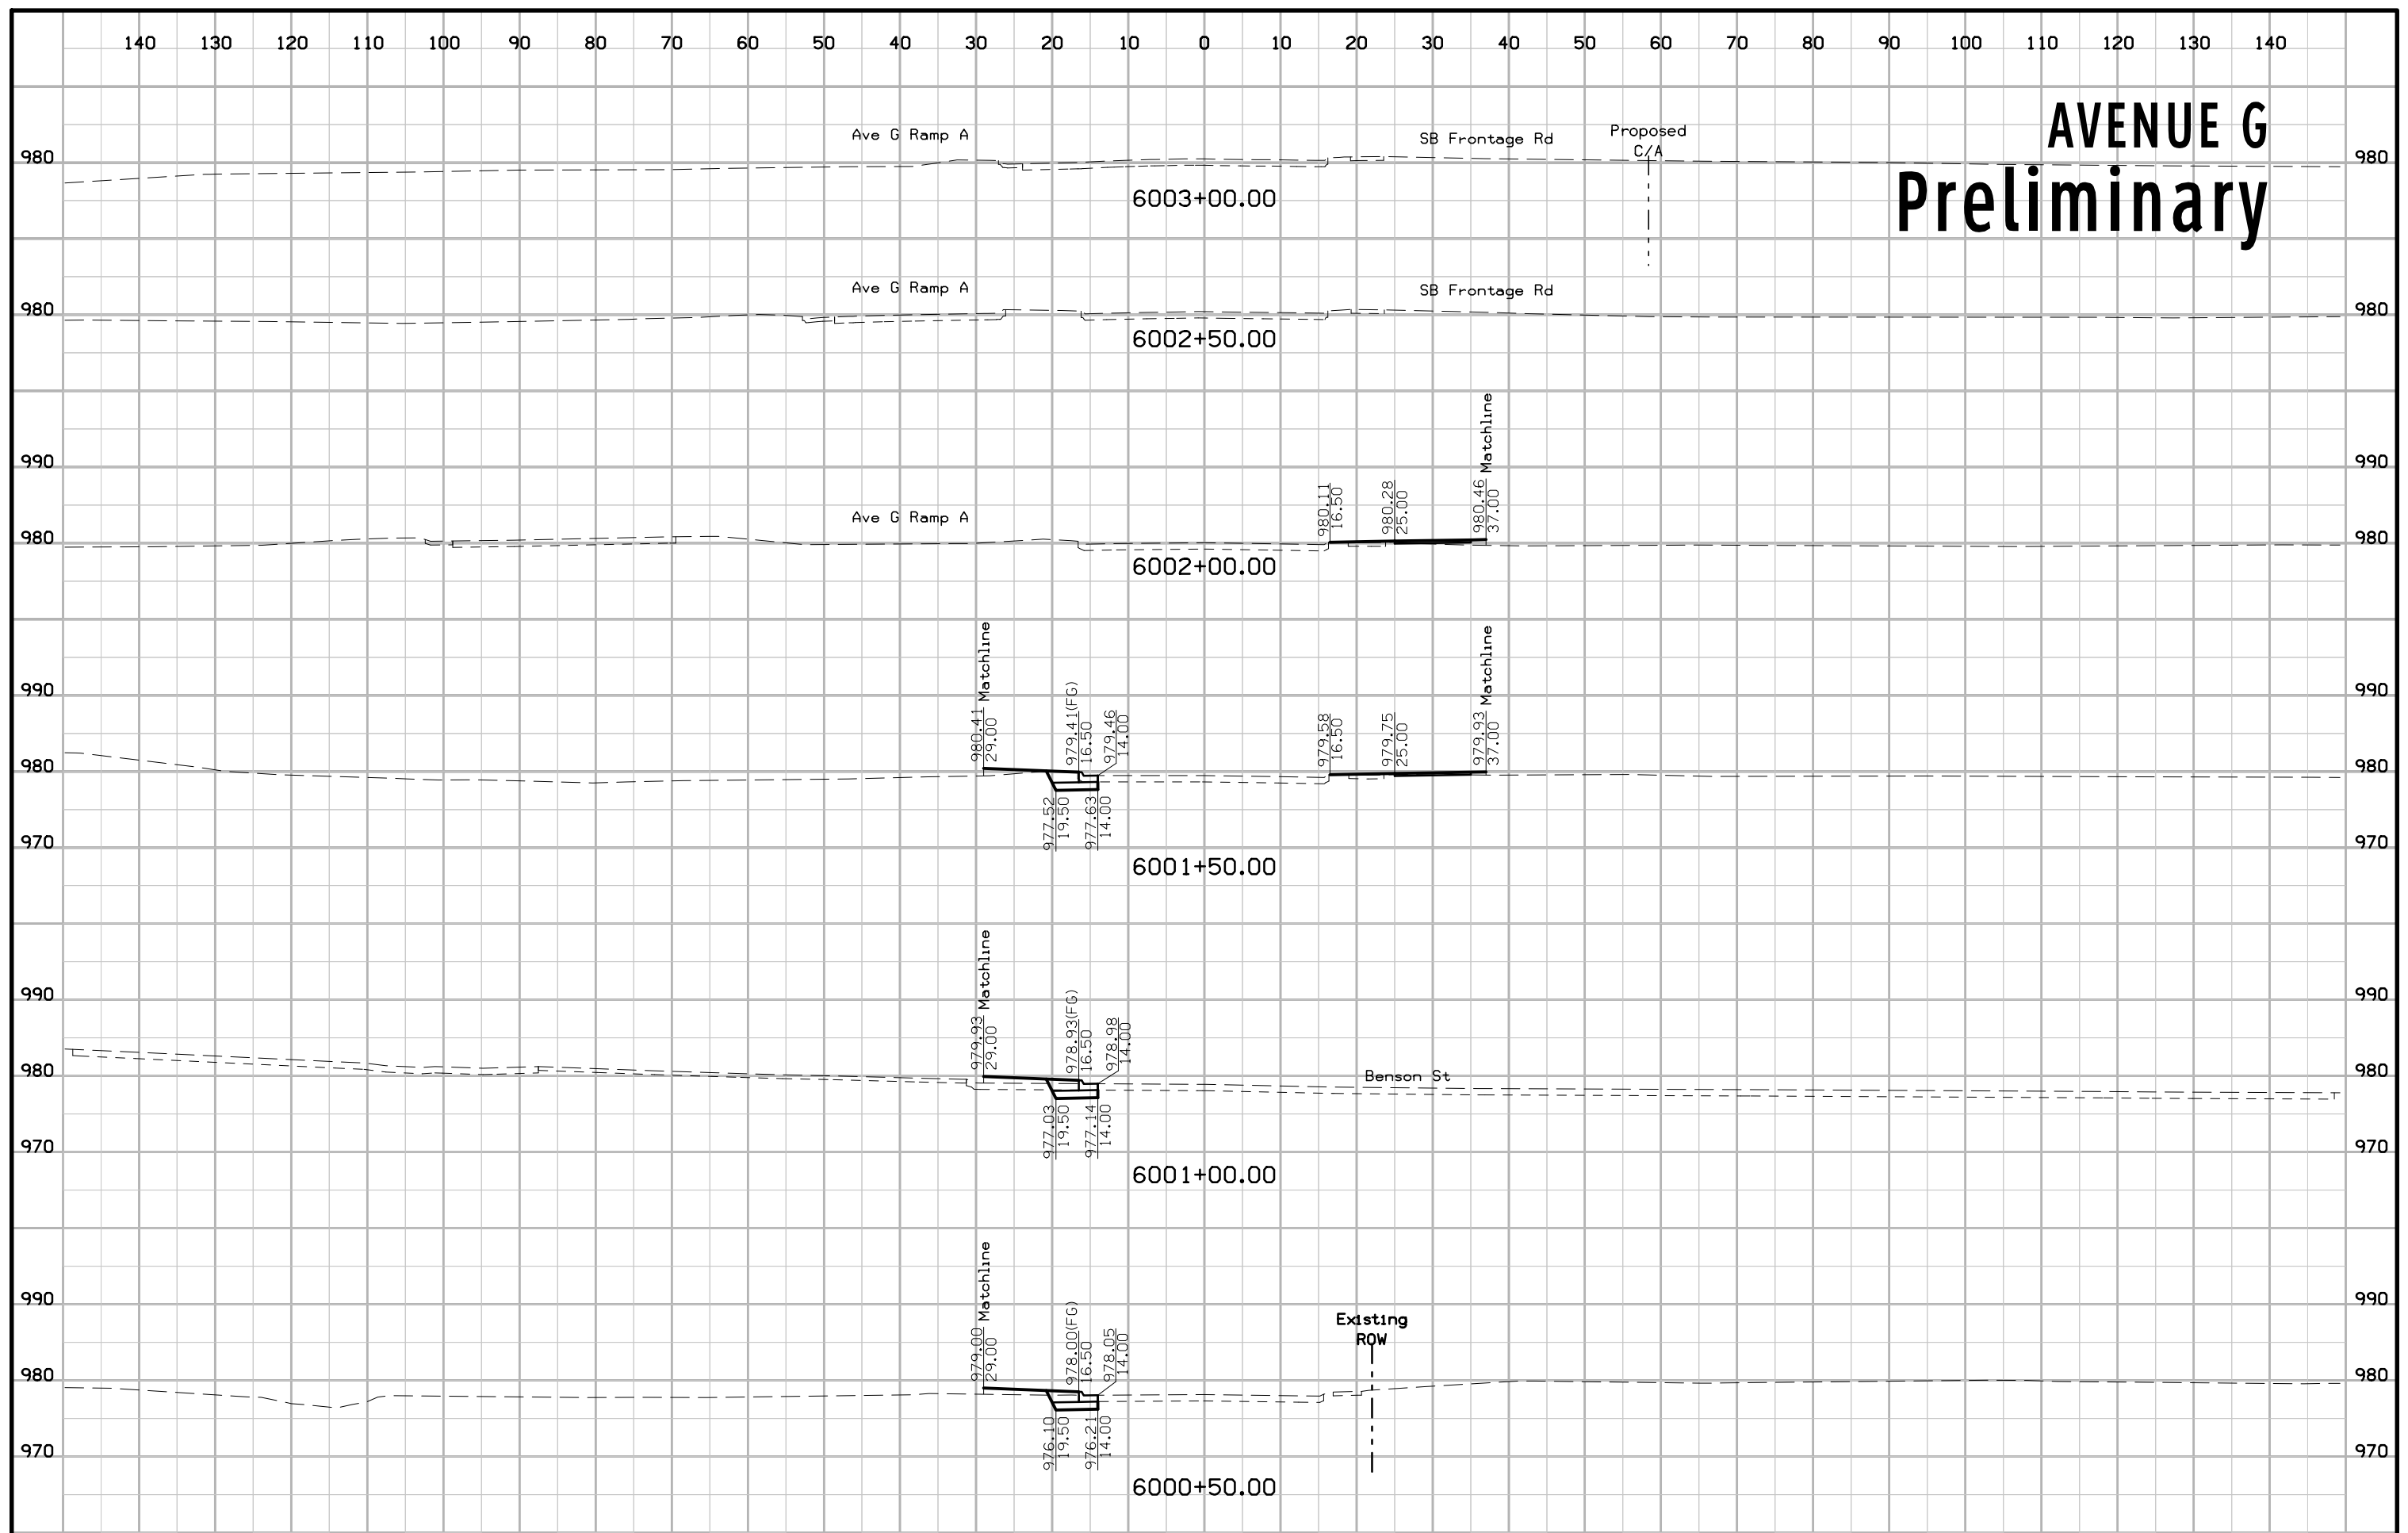 140 130 120 110 100 90 80 70 60 50 40 30 20 10 0 10 20 30 40 50 60 70 80 90 100 110 120 130 140
AVENUE G
Preliminary
Ave G Ramp A
SB Frontage Rd
Proposed
C/A
980 980
6003+00.00
Ave G Ramp A
SB Frontage Rd
980 980
6002+50.00
Matchline
990 990
Ave G Ramp A
980.11
16.50
980.28
25.00
980.46
37.00
980 980
6002+00.00
Matchline
Matchline
990 990
980.41
29.00
979.41(FG)
16.50
979.46
14.00
979.58
16.50
979.75
25.00
979.93
37.00
980 980
977.52
19.50
977.63
14.00
970 970
6001+50.00
Matchline
990 990
979.93
29.00
978.93(FG)
16.50
978.98
14.00
Benson St
980 980
977.03
19.50
977.14
14.00
970 970
6001+00.00
Matchline
990 990
Existing
ROW
979.00
29.00
978.00(FG)
16.50
978.05
14.00
980 980
976.10
19.50
976.21
14.00
970 970
6000+50.00